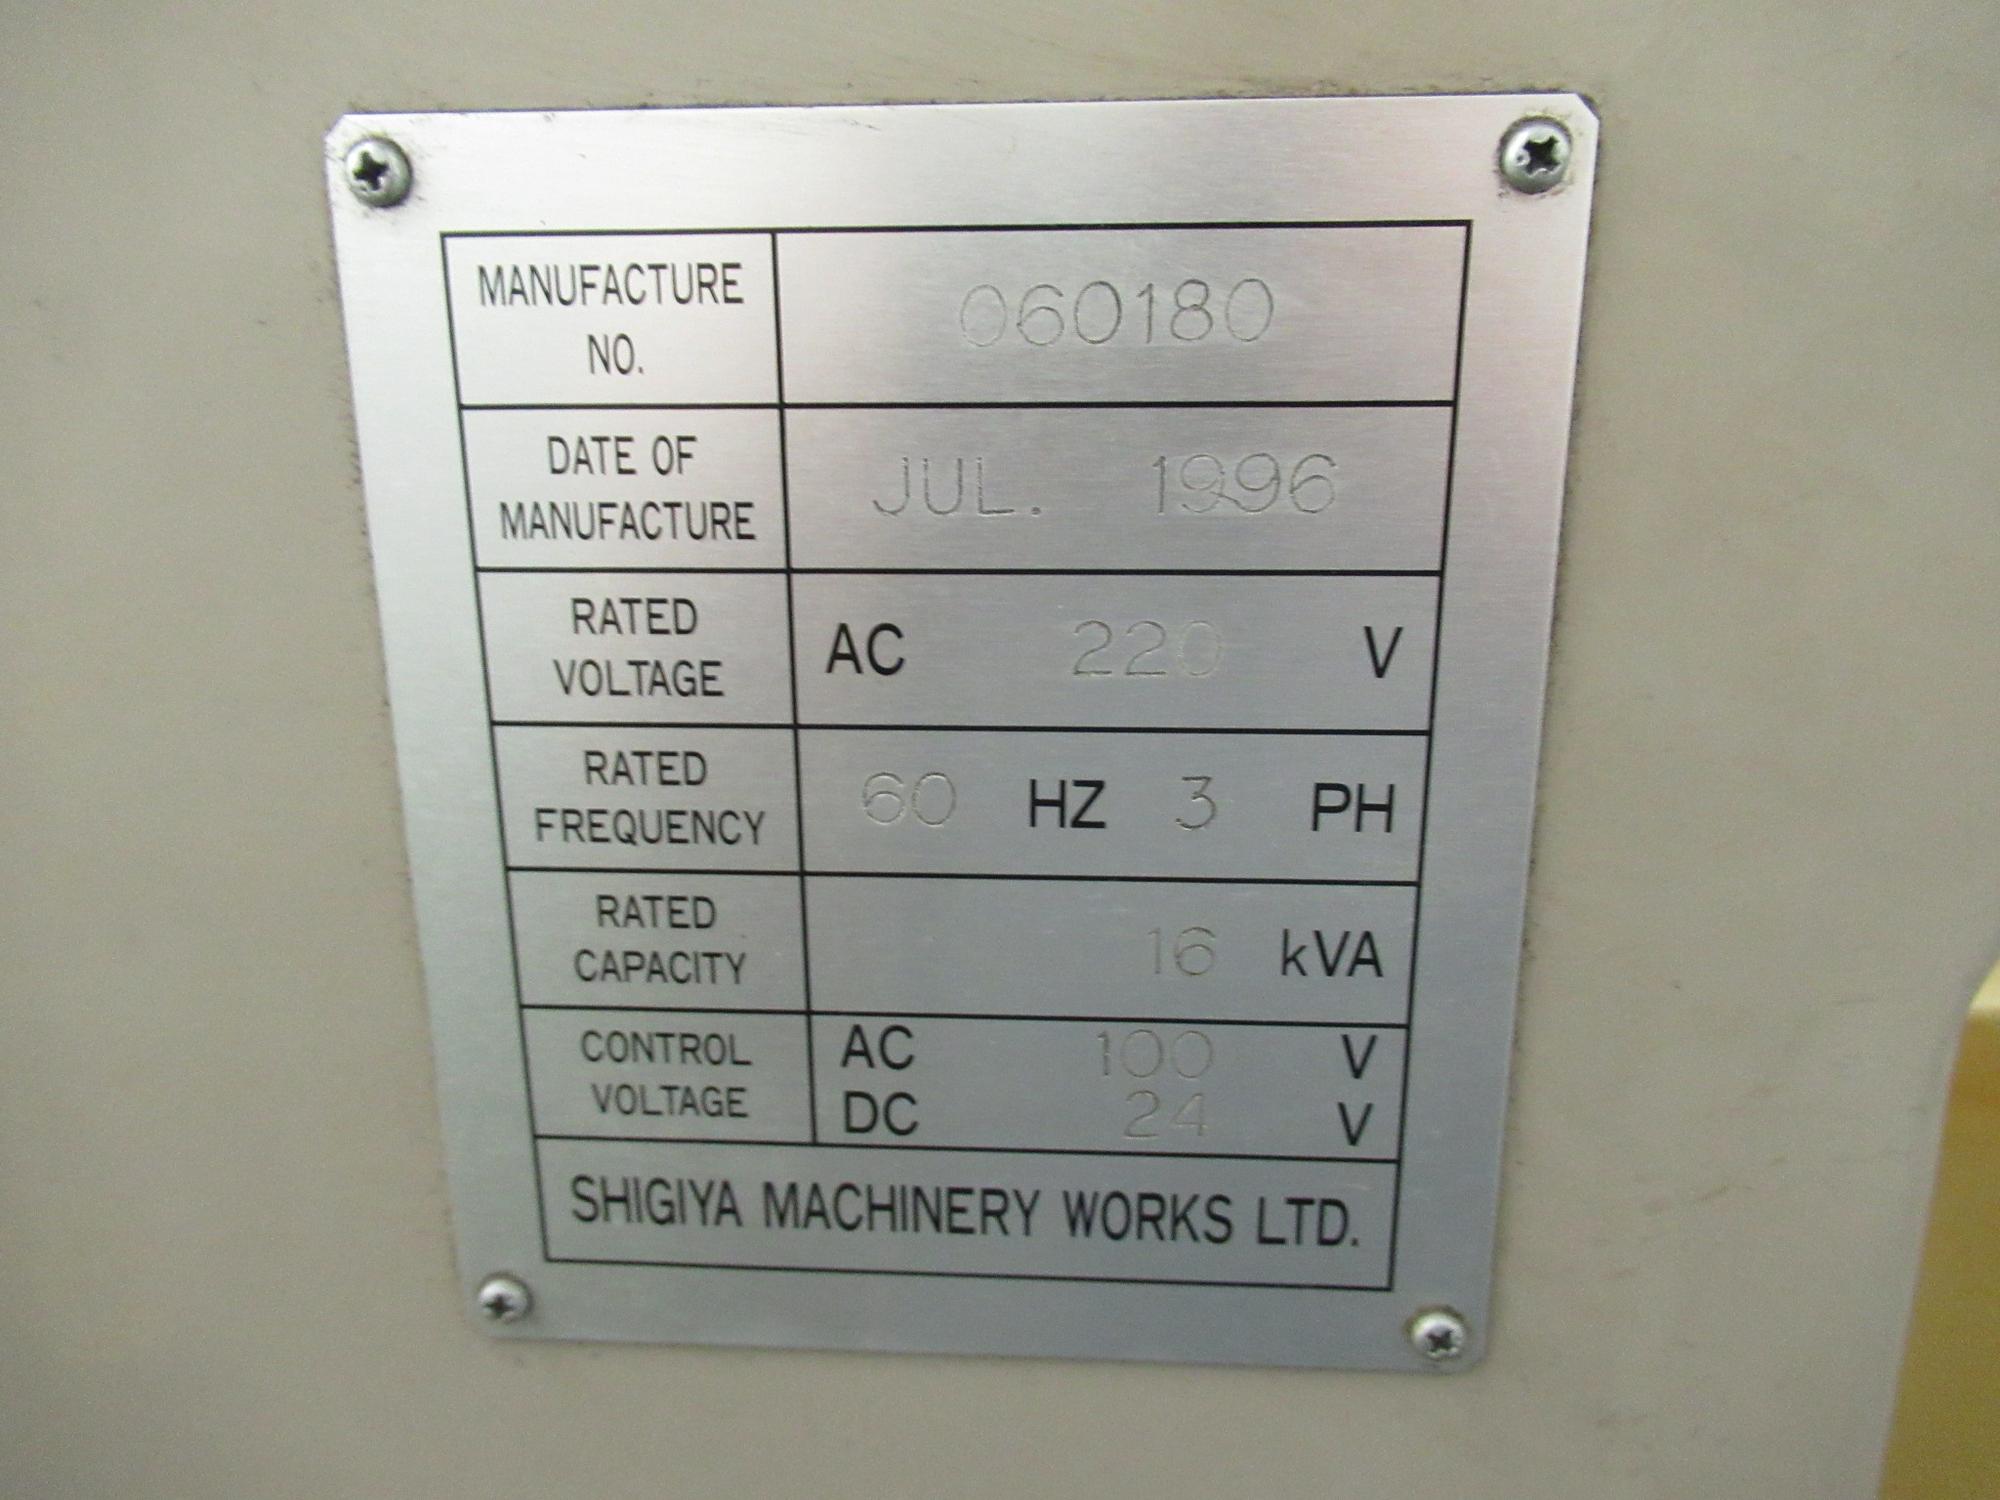 MANUFACTURE
NO.
060180
DATE OF
MANUFACTURE
JUL. 1996
RATED
VOLTAGE
AC 220 V
RATED
FREQUENCY
60 HZ 3 PH
RATED
CAPACITY
16 kVA
CONTROL
VOLTAGE
AC 100 V
DC 24 V
SHIGIYA MACHINERY WORKS LTD.